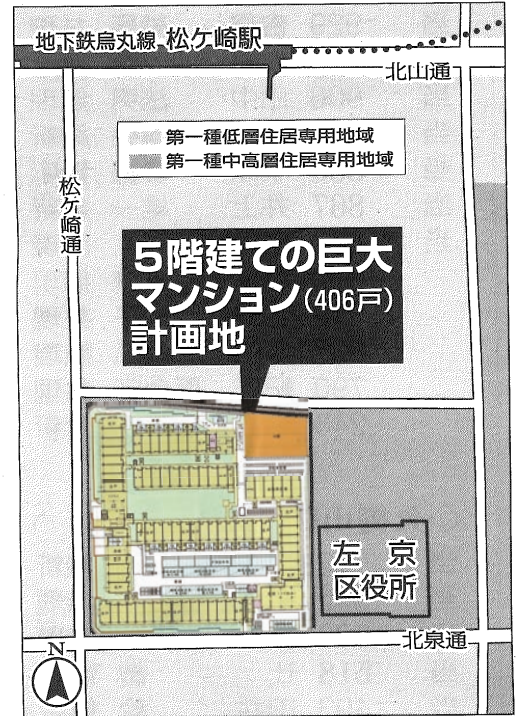 地下鉄烏丸線 松ケ崎駅
北山通
第一種低層住居専用地域
第一種中高層住居専用地域
松ケ崎通
5階建ての巨大
マンション(406戸)
計画地
左京
区役所
北泉通
N